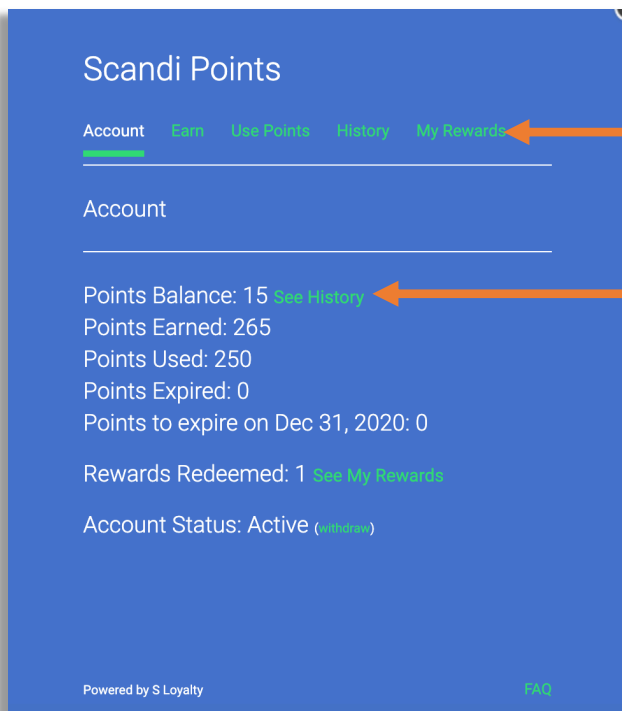 Scandi Points
Account Earn Use Points History My Rewards
Account
Points Balance: 15 See History
Points Earned: 265
Points Used: 250
Points Expired: 0
Points to expire on Dec 31, 2020: 0
Rewards Redeemed: 1 See My Rewards
Account Status: Active (withdraw)
Powered by S Loyalty FAQ